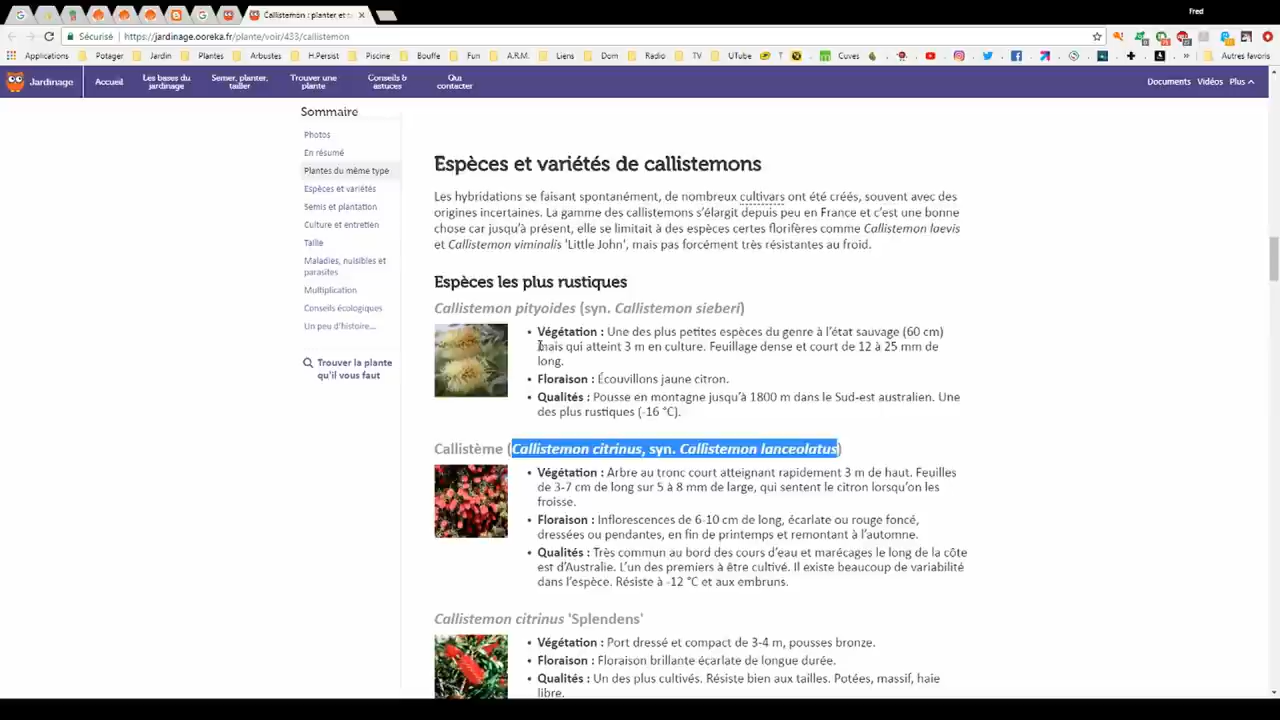 Fred
Callistemon : planter et
Sécurisé
https://jardinage.ooreka.fr/plante/voir/433/callistemon
Applications Potager Jardin Plantes Arbustes H.Persist Piscine Bouffe Fun A.R.M. Liens Dom Radio TV UTube Cuves Autres favoris
Jardinage
Accueil
Les bases du
jardinage
Semer, planter,
tailler
Trouver une
plante
Conseils &
astuces
Qui
contacter
Documents Vidéos Plus
Sommaire
Photos
En résumé
Plantes du même type
Espèces et variétés
Semis et plantation
Culture et entretien
Taille
Maladies, nuisibles et
parasites
Multiplication
Conseils écologiques
Un peu d'histoire...
Trouver la plante
qu'il vous faut
Espèces et variétés de callistemons
Les hybridations se faisant spontanément, de nombreux cultivars ont été créés, souvent avec des
origines incertaines. La gamme des callistemons s'élargit depuis peu en France et c'est une bonne
chose car jusqu'à présent, elle se limitait à des espèces certes florifères comme Callistemon laevis
et Callistemon viminalis 'Little John', mais pas forcément très résistantes au froid.
Espèces les plus rustiques
Callistemon pityoides (syn. Callistemon sieberi)
• Végétation : Une des plus petites espèces du genre à l'état sauvage (60 cm)
mais qui atteint 3 m en culture. Feuillage dense et court de 12 à 25 mm de
long.
• Floraison : Écouvillons jaune citron.
• Qualités : Pousse en montagne jusqu'à 1800 m dans le Sud-est australien. Une
des plus rustiques (-16 °C).
Callistème (Callistemon citrinus, syn. Callistemon lanceolatus)
• Végétation : Arbre au tronc court atteignant rapidement 3 m de haut. Feuilles
de 3-7 cm de long sur 5 à 8 mm de large, qui sentent le citron lorsqu'on les
froisse.
• Floraison : Inflorescences de 6-10 cm de long, écarlate ou rouge foncé,
dressées ou pendantes, en fin de printemps et remontant à l'automne.
• Qualités : Très commun au bord des cours d'eau et marécages le long de la côte
est d'Australie. L'un des premiers à être cultivé. Il existe beaucoup de variabilité
dans l'espèce. Résiste à -12 °C et aux embruns.
Callistemon citrinus 'Splendens'
• Végétation : Port dressé et compact de 3-4 m, pousses bronze.
• Floraison : Floraison brillante écarlate de longue durée.
• Qualités : Un des plus cultivés. Résiste bien aux tailles. Potées, massif, haie
libre.